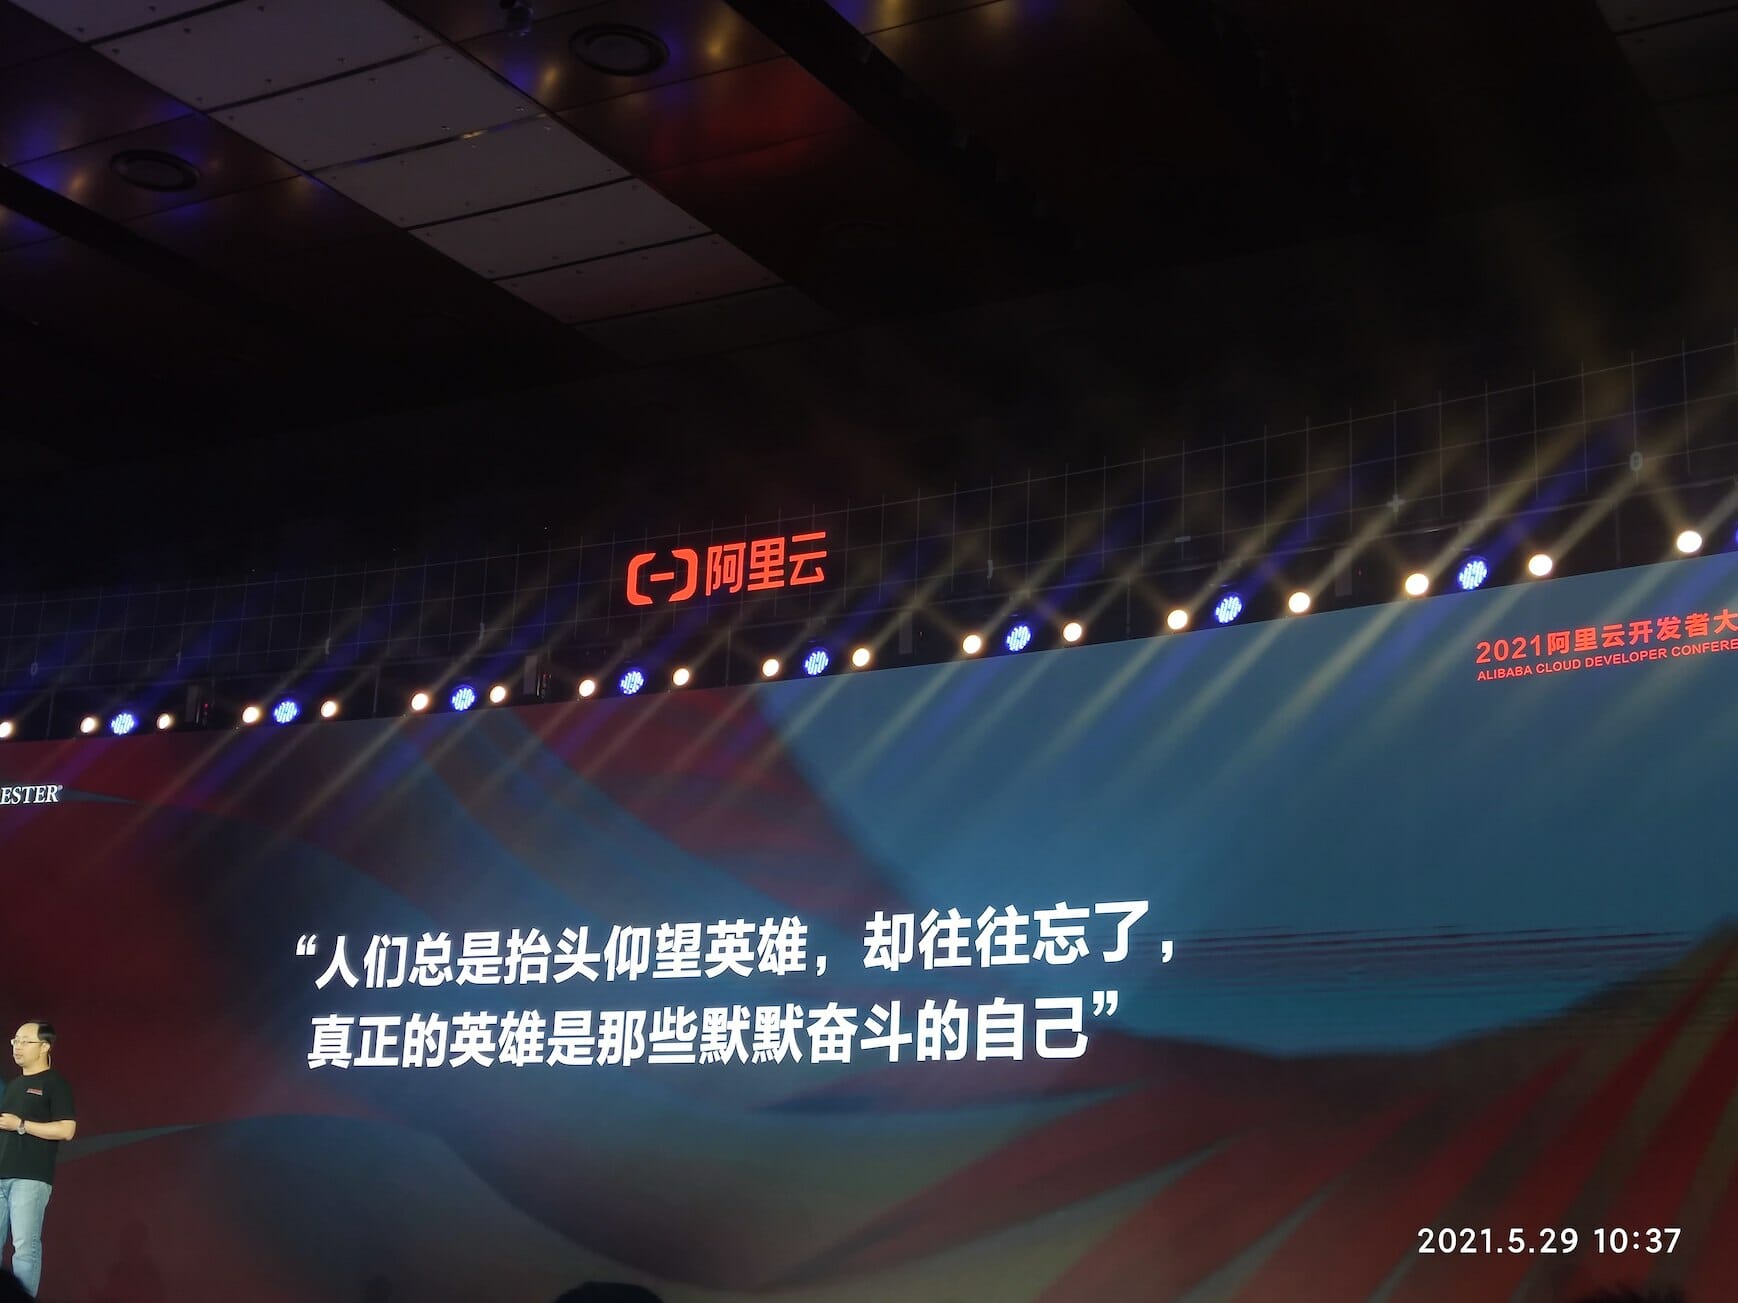 阿里云
2021阿里云开发者大
ALIBABA CLOUD DEVELOPER CONFERE
ESTER
“人们总是抬头仰望英雄，却往往忘了，
真正的英雄是那些默默奋斗的自己”
2021.5.29 10:37